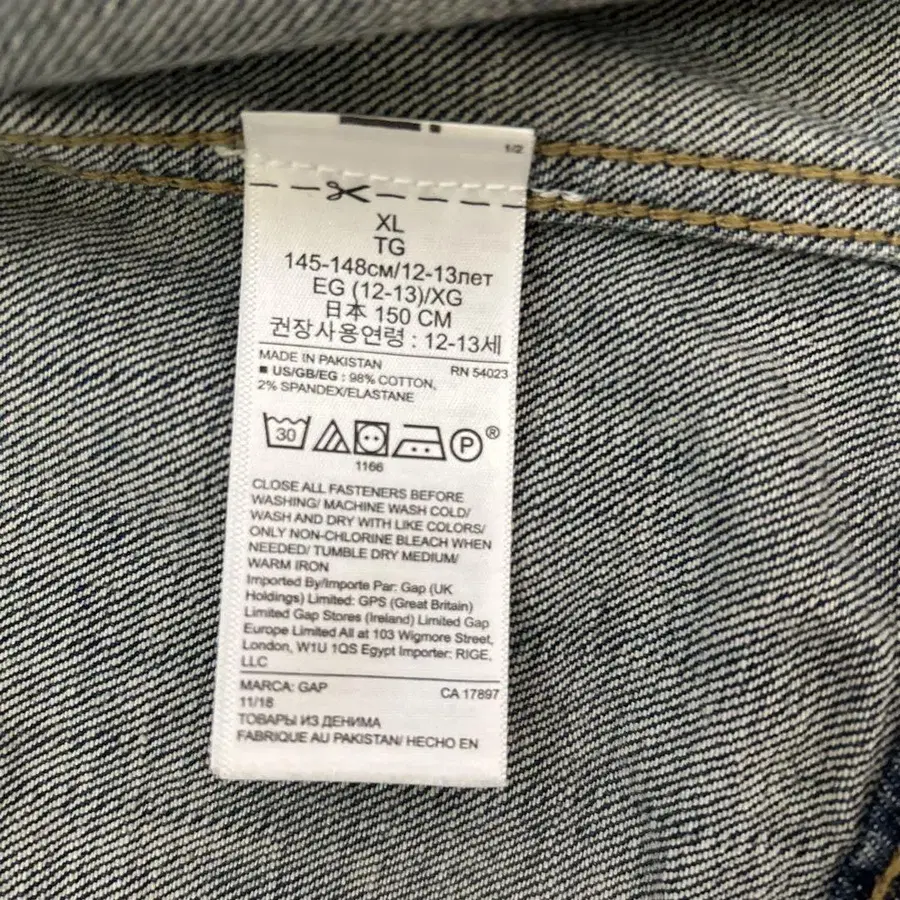 1/2
XL
TG
145-148см/12-13лет
EG (12-13)/XG
日本 150 CM
권장사용연령 : 12-13세
MADE IN PAKISTAN
RN 54023
■ US/GB/EG : 98% COTTON,
2% SPANDEX/ELASTANE
30
P
®
1166
CLOSE ALL FASTENERS BEFORE
WASHING/ MACHINE WASH COLD/
WASH AND DRY WITH LIKE COLORS/
ONLY NON-CHLORINE BLEACH WHEN
NEEDED/ TUMBLE DRY MEDIUM/
WARM IRON
Imported By/Importe Par: Gap (UK
Holdings) Limited: GPS (Great Britain)
Limited Gap Stores (Ireland) Limited Gap
Europe Limited All at 103 Wigmore Street,
London, W1U 1QS Egypt Importer: RIGE,
LLC
MARCA: GAP
CA 17897
11/18
ТОВАРЫ ИЗ ДЕНИМА
FABRIQUE AU PAKISTAN/ HECHO EN